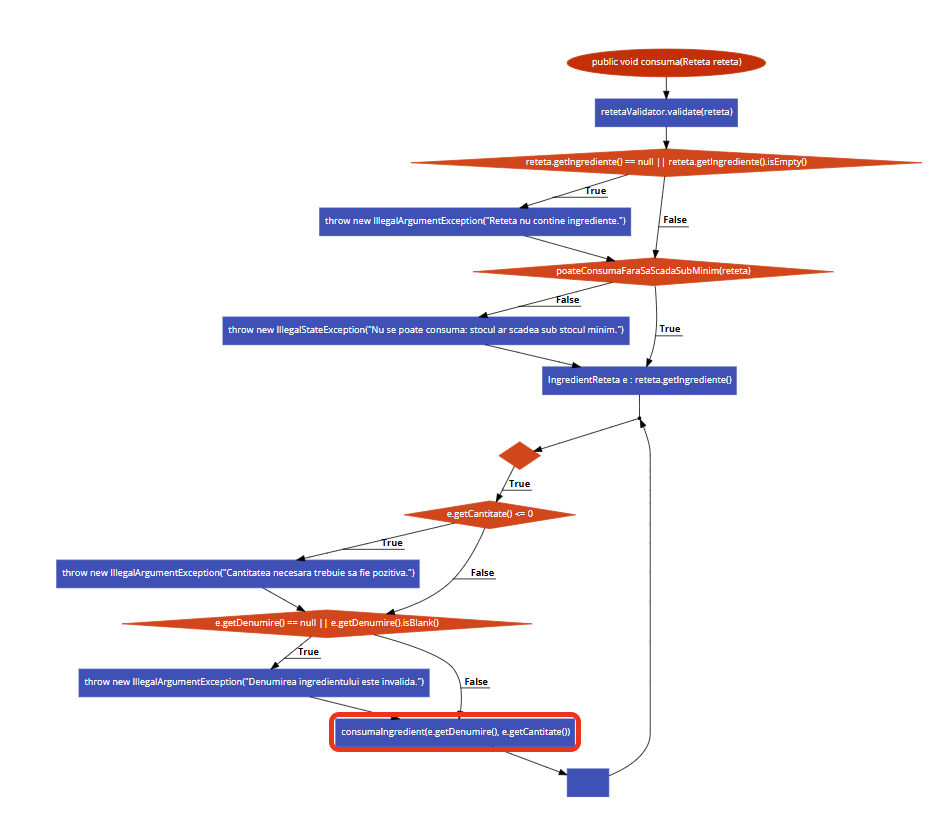 public void consuma(Reteta reteta)
retetaValidator.validate(reteta)
reteta.getIngrediente() == null || reteta.getIngrediente().isEmpty()
True
throw new IllegalArgumentException("Reteta nu contine ingrediente.")
False
poateConsumaFaraSaScadaSubMinim(reteta)
False
throw new IllegalStateException("Nu se poate consuma: stocul ar scadea sub stocul minim.")
True
IngredientReteta e : reteta.getIngrediente()
True
e.getCantitate() <= 0
True
throw new IllegalArgumentException("Cantitatea necesara trebuie sa fie pozitiva.")
False
e.getDenumire() == null || e.getDenumire().isBlank()
True
throw new IllegalArgumentException("Denumirea ingredientului este invalida.")
False
consumaIngredient(e.getDenumire(), e.getCantitate())